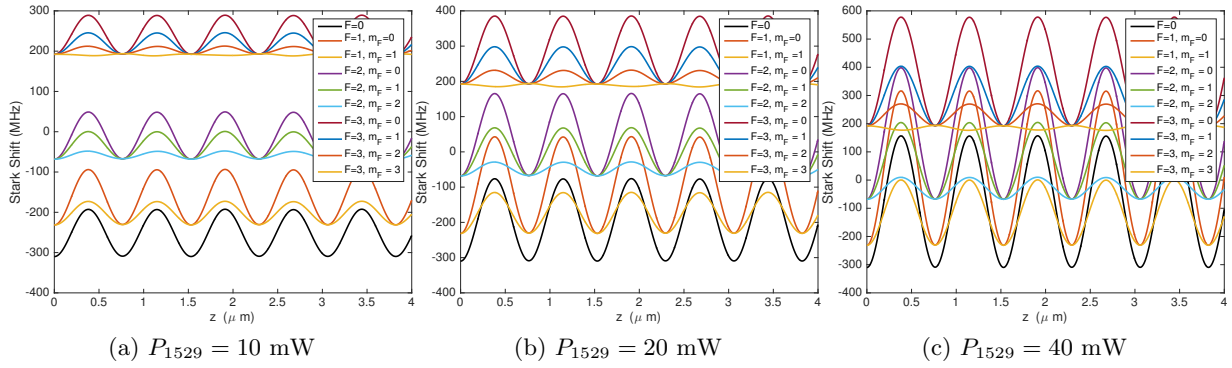 400
300
200
100
0
-100
-200
-300
-400
Stark Shift (MHz)
0 0.5 1 1.5 2 2.5 3 3.5 4
z (μ m)
F=0
F=1, m_F=0
F=1, m_F =1
F=2, m_F = 0
F=2, m_F = 1
F=2, m_F = 2
F=3, m_F = 0
F=3, m_F = 1
F=3, m_F = 2
F=3, m_F = 3
(a) P_1529 = 10 mW
400
300
200
100
0
-100
-200
-300
-400
Stark Shift (MHz)
0 0.5 1 1.5 2 2.5 3 3.5 4
z (μ m)
F=0
F=1, m_F=0
F=1, m_F =1
F=2, m_F = 0
F=2, m_F = 1
F=2, m_F = 2
F=3, m_F = 0
F=3, m_F = 1
F=3, m_F = 2
F=3, m_F = 3
(b) P_1529 = 20 mW
600
500
400
300
200
100
0
-100
-200
-300
-400
Stark Shift (MHz)
0 0.5 1 1.5 2 2.5 3 3.5 4
z (μ m)
F=0
F=1, m_F=0
F=1, m_F =1
F=2, m_F = 0
F=2, m_F = 1
F=2, m_F = 2
F=3, m_F = 0
F=3, m_F = 1
F=3, m_F = 2
F=3, m_F = 3
(c) P_1529 = 40 mW